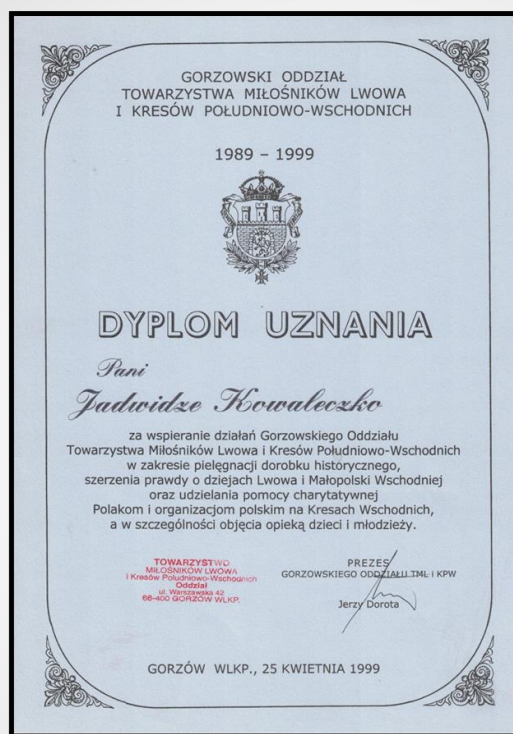 GORZOWSKI ODDZIAŁ
TOWARZYSTWA MIŁOŚNIKÓW LWOWA
I KRESÓW POŁUDNIOWO-WSCHODNICH
1989 – 1999
DYPLOM UZNANIA
Pani
Jadwidze Kowaleczko
za wspieranie działań Gorzowskiego Oddziału
Towarzystwa Miłośników Lwowa i Kresów Południowo-Wschodnich
w zakresie pielęgnacji dorobku historycznego,
szerzenia prawdy o dziejach Lwowa i Małopolski Wschodniej
oraz udzielania pomocy charytatywnej
Polakom i organizacjom polskim na Kresach Wschodnich,
a w szczególności objęcia opieką dzieci i młodzieży.
TOWARZYSTWO
MIŁOŚNIKÓW LWOWA
i Kresów Południowo-Wschodnich
Oddział
ul. Warszawska 42
66-400 GORZÓW WLKP.
PREZES
GORZOWSKIEGO ODDZIAŁU TML i KPW
Jerzy Dorota
GORZÓW WLKP., 25 KWIETNIA 1999